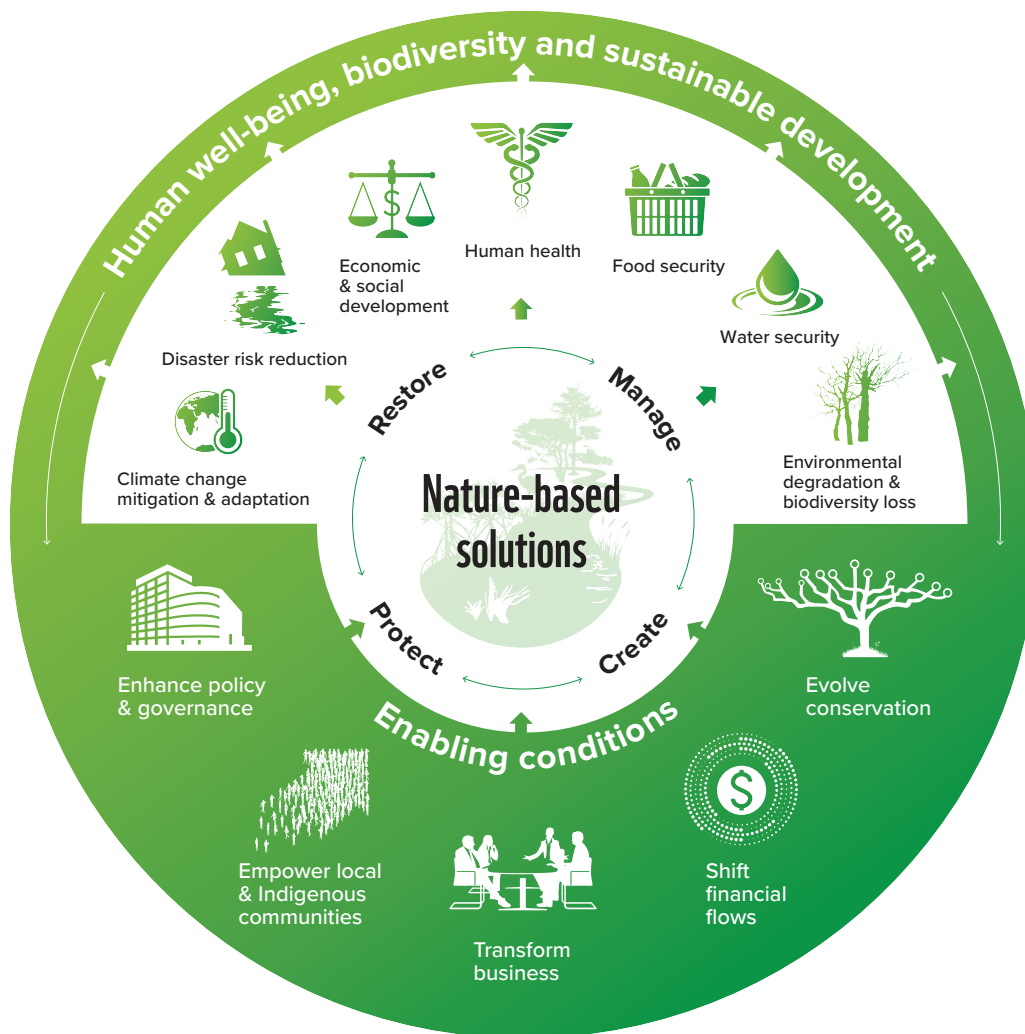 Human well-being, biodiversity and sustainable development
Human health
Economic
& social
development
Food security
Disaster risk reduction
Water security
Climate change
mitigation & adaptation
Environmental
degradation &
biodiversity loss
Restore
Manage
Nature-based
solutions
Protect
Create
Enabling conditions
Enhance policy
& governance
Evolve
conservation
Empower local
& Indigenous
communities
Shift
financial
flows
Transform
business
$
$